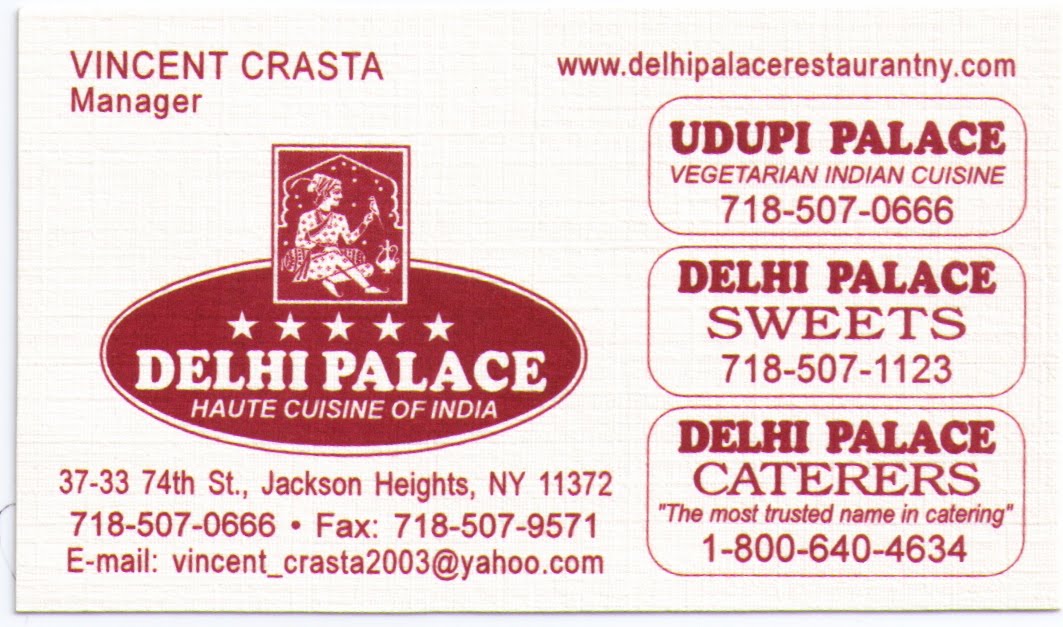 VINCENT CRASTA
Manager
www.delhipalacerestaurantny.com
★★★★★
DELHI PALACE
HAUTE CUISINE OF INDIA
37-33 74th St., Jackson Heights, NY 11372
718-507-0666 • Fax: 718-507-9571
E-mail: vincent_crasta2003@yahoo.com
UDUPI PALACE
VEGETARIAN INDIAN CUISINE
718-507-0666
DELHI PALACE
SWEETS
718-507-1123
DELHI PALACE
CATERERS
"The most trusted name in catering"
1-800-640-4634